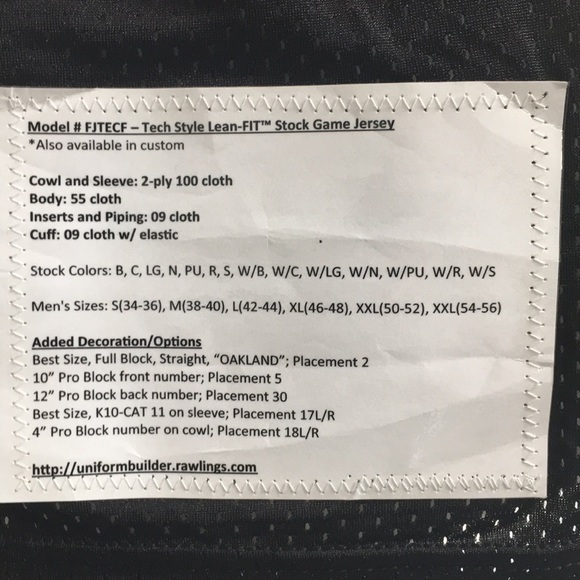 Model # FJTECF – Tech Style Lean-FIT™ Stock Game Jersey
*Also available in custom
Cowl and Sleeve: 2-ply 100 cloth
Body: 55 cloth
Inserts and Piping: 09 cloth
Cuff: 09 cloth w/ elastic
Stock Colors: B, C, LG, N, PU, R, S, W/B, W/C, W/LG, W/N, W/PU, W/R, W/S
Men's Sizes: S(34-36), M(38-40), L(42-44), XL(46-48), XXL(50-52), XXL(54-56)
Added Decoration/Options
Best Size, Full Block, Straight, “OAKLAND”; Placement 2
10” Pro Block front number; Placement 5
12” Pro Block back number; Placement 30
Best Size, K10-CAT 11 on sleeve; Placement 17L/R
4” Pro Block number on cowl; Placement 18L/R
http://uniformbuilder.rawlings.com